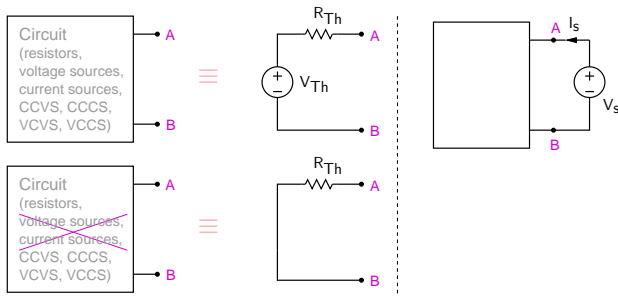 Circuit
(resistors,
voltage sources,
current sources,
CCVS, CCCS,
VCVS, VCCS)
A
B
≡
R_Th
V_Th
+
−
A
B
A
B
I_s
V_s
+
−
Circuit
(resistors,
voltage sources,
current sources,
CCVS, CCCS,
VCVS, VCCS)
A
B
≡
R_Th
A
B